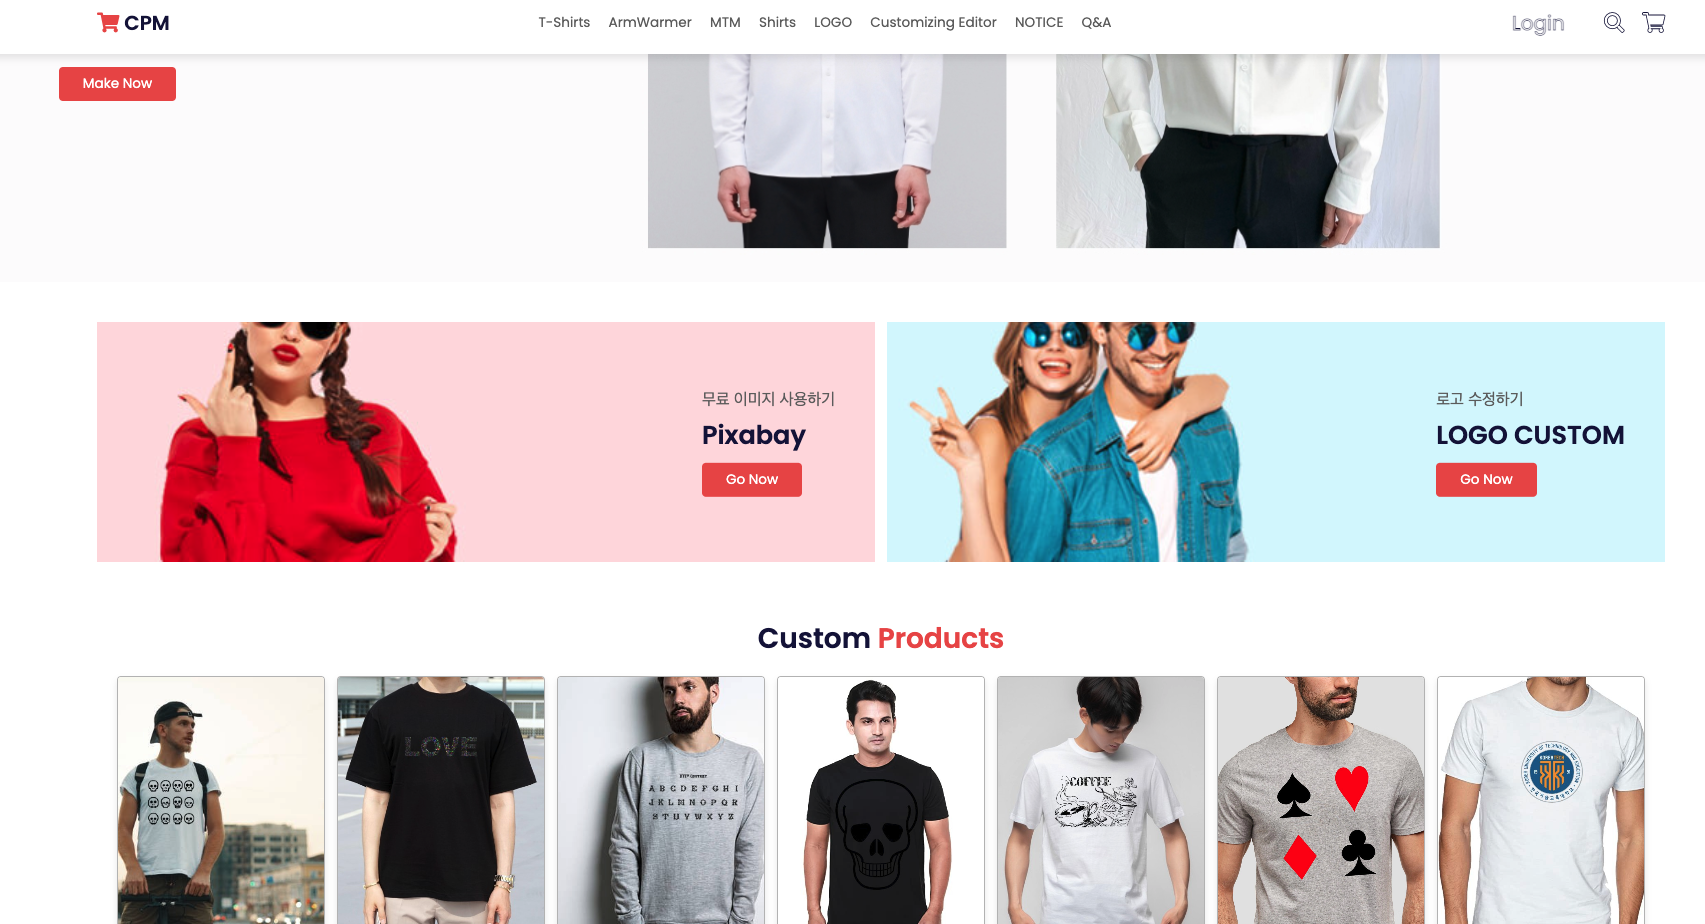 CPM
T-Shirts ArmWarmer MTM Shirts LOGO Customizing Editor NOTICE Q&A
Login
Make Now
무료 이미지 사용하기
Pixabay
Go Now
로고 수정하기
LOGO CUSTOM
Go Now
Custom Products
LOVE
A B C D E F G H I
J K L M N O P Q R
S T U V W X Y Z
COFFEE
KOREATECH